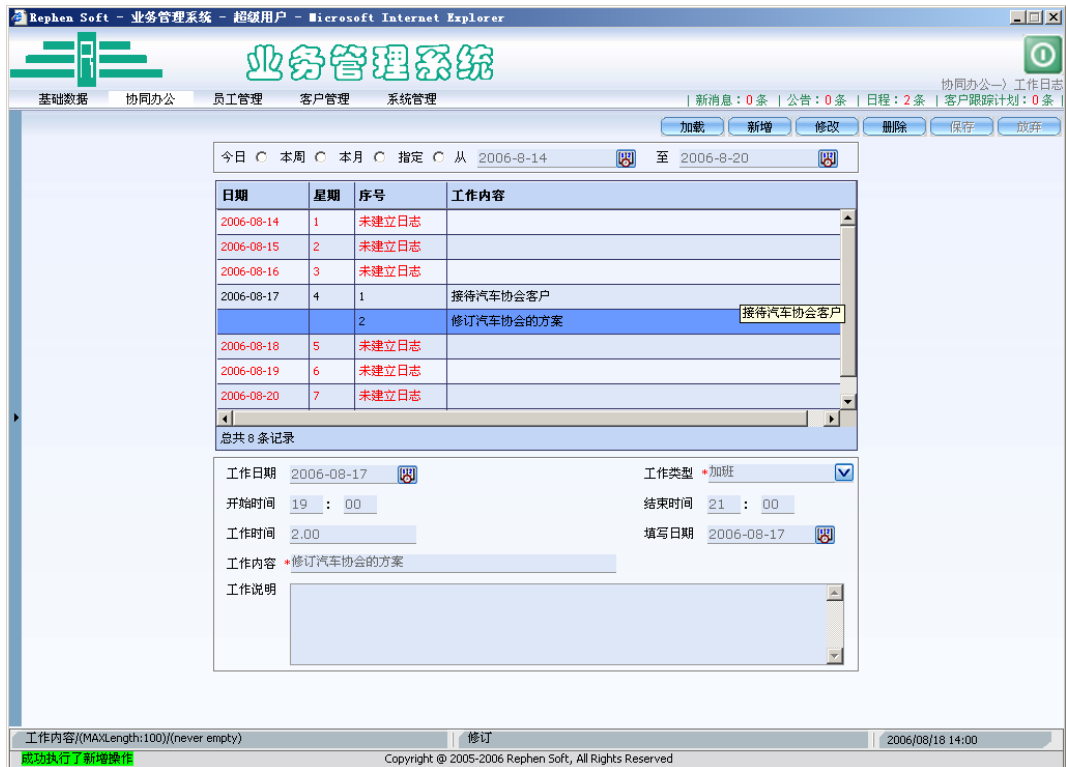 Rephen Soft - 业务管理系统 - 超级用户 - Microsoft Internet Explorer
业务管理系统
协同办公—〉工作日志
基础数据 协同办公 员工管理 客户管理 系统管理 | 新消息：0条 | 公告：0条 | 日程：2条 | 客户跟踪计划：0条 |
加载 新增 修改 删除 保存 放弃
今日 本周 本月 指定 从 2006-8-14 至 2006-8-20
日期 星期 序号 工作内容
2006-08-14 1 未建立日志
2006-08-15 2 未建立日志
2006-08-16 3 未建立日志
2006-08-17 4 1 接待汽车协会客户
接待汽车协会客户
2 修订汽车协会的方案
2006-08-18 5 未建立日志
2006-08-19 6 未建立日志
2006-08-20 7 未建立日志
总共 8 条记录
工作日期 2006-08-17 工作类型 *加班
开始时间 19 : 00 结束时间 21 : 00
工作时间 2.00 填写日期 2006-08-17
工作内容 *修订汽车协会的方案
工作说明
工作内容/(MAXLength:100)/(never empty) 修订 2006/08/18 14:00
成功执行了新增操作 Copyright @ 2005-2006 Rephen Soft, All Rights Reserved